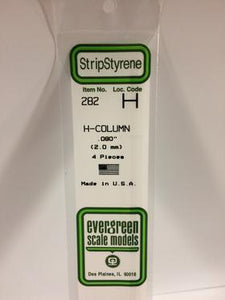 StripStyrene
Item No. Loc. Code
282 H
H-COLUMN
.080"
(2.0 mm)
4 Pieces
Made in U.S.A.
evergreen
scale models
Des Plaines, IL 60018